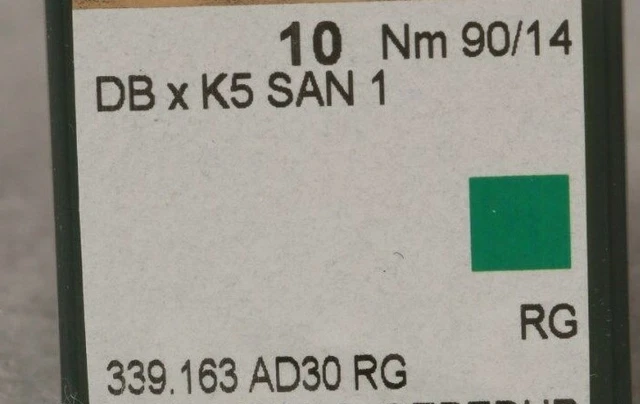 10 Nm 90/14
DB x K5 SAN 1
RG
339.163 AD30 RG